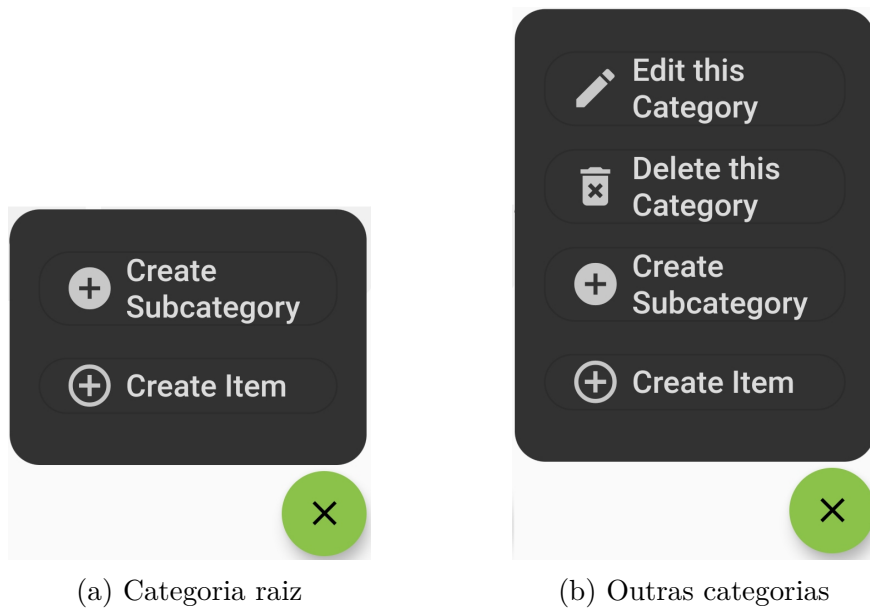 Create
Subcategory
Create Item
(a) Categoria raiz
Edit this
Category
Delete this
Category
Create
Subcategory
Create Item
(b) Outras categorias